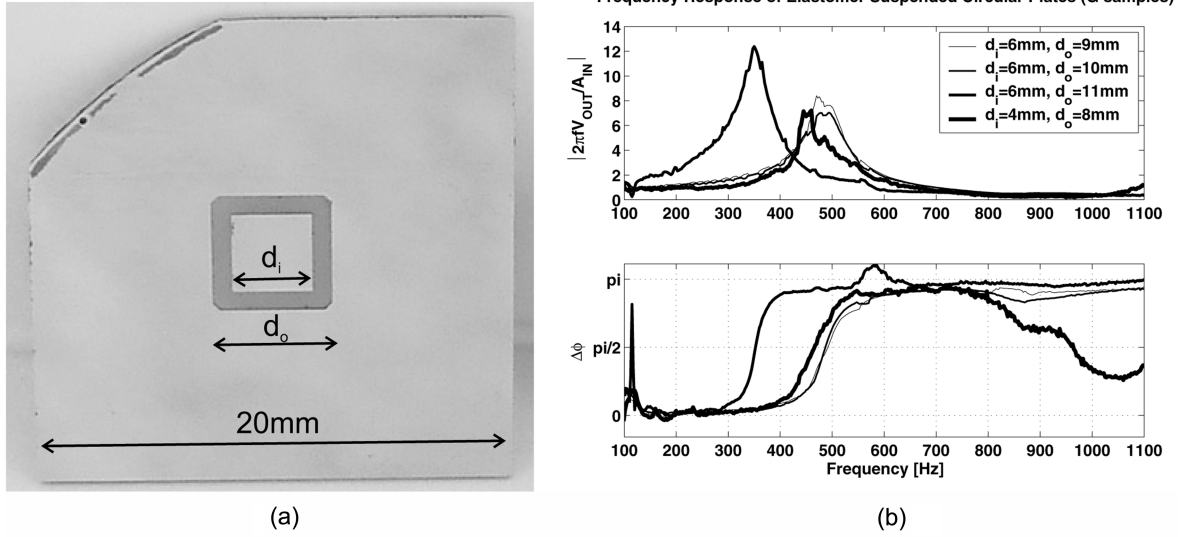 d_i
d_o
20mm
(a)
Frequency Response of Elastomer Suspended Circular Plates (G samples)
|2πfV_OUT/A_IN|
14
12
10
8
6
4
2
0
d_i=6mm, d_o=9mm
d_i=6mm, d_o=10mm
d_i=6mm, d_o=11mm
d_i=4mm, d_o=8mm
100 200 300 400 500 600 700 800 900 1000 1100
Δϕ
pi
pi/2
0
100 200 300 400 500 600 700 800 900 1000 1100
Frequency [Hz]
(b)